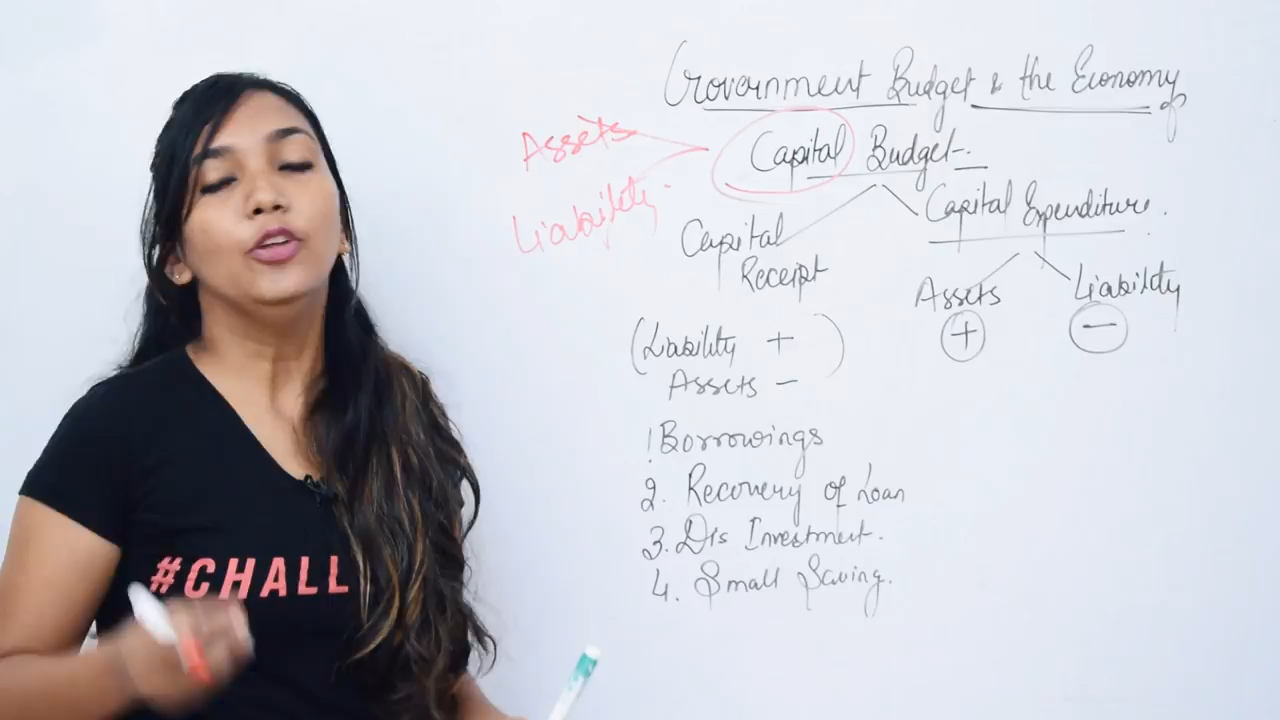 Government Budget & the Economy
Assets
Capital Budget
Liability
Capital Expenditure.
Capital
Receipt
Assets Liability
+ −
(Liability +)
Assets −
1 Borrowings
2. Recovery of Loan
3. Dis Investment.
4. Small Saving.
#CHALL